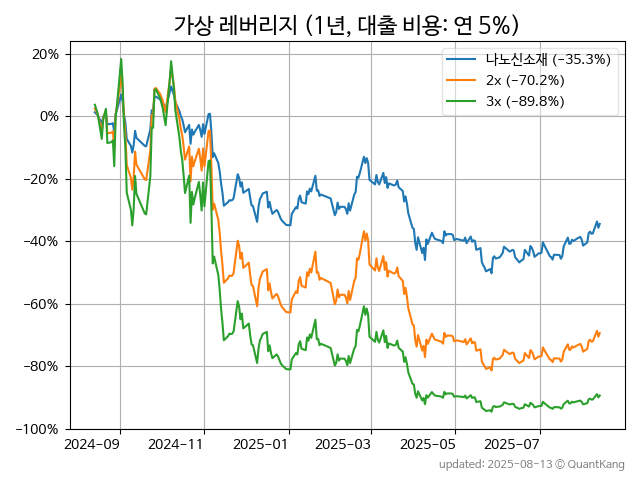 가상 레버리지 (1년, 대출 비용: 연 5%)
나노신소재 (−35.3%)
2x (−70.2%)
3x (−89.8%)
20%
0%
−20%
−40%
−60%
−80%
−100%
2024-09 2024-11 2025-01 2025-03 2025-05 2025-07
updated: 2025-08-13 © QuantKang